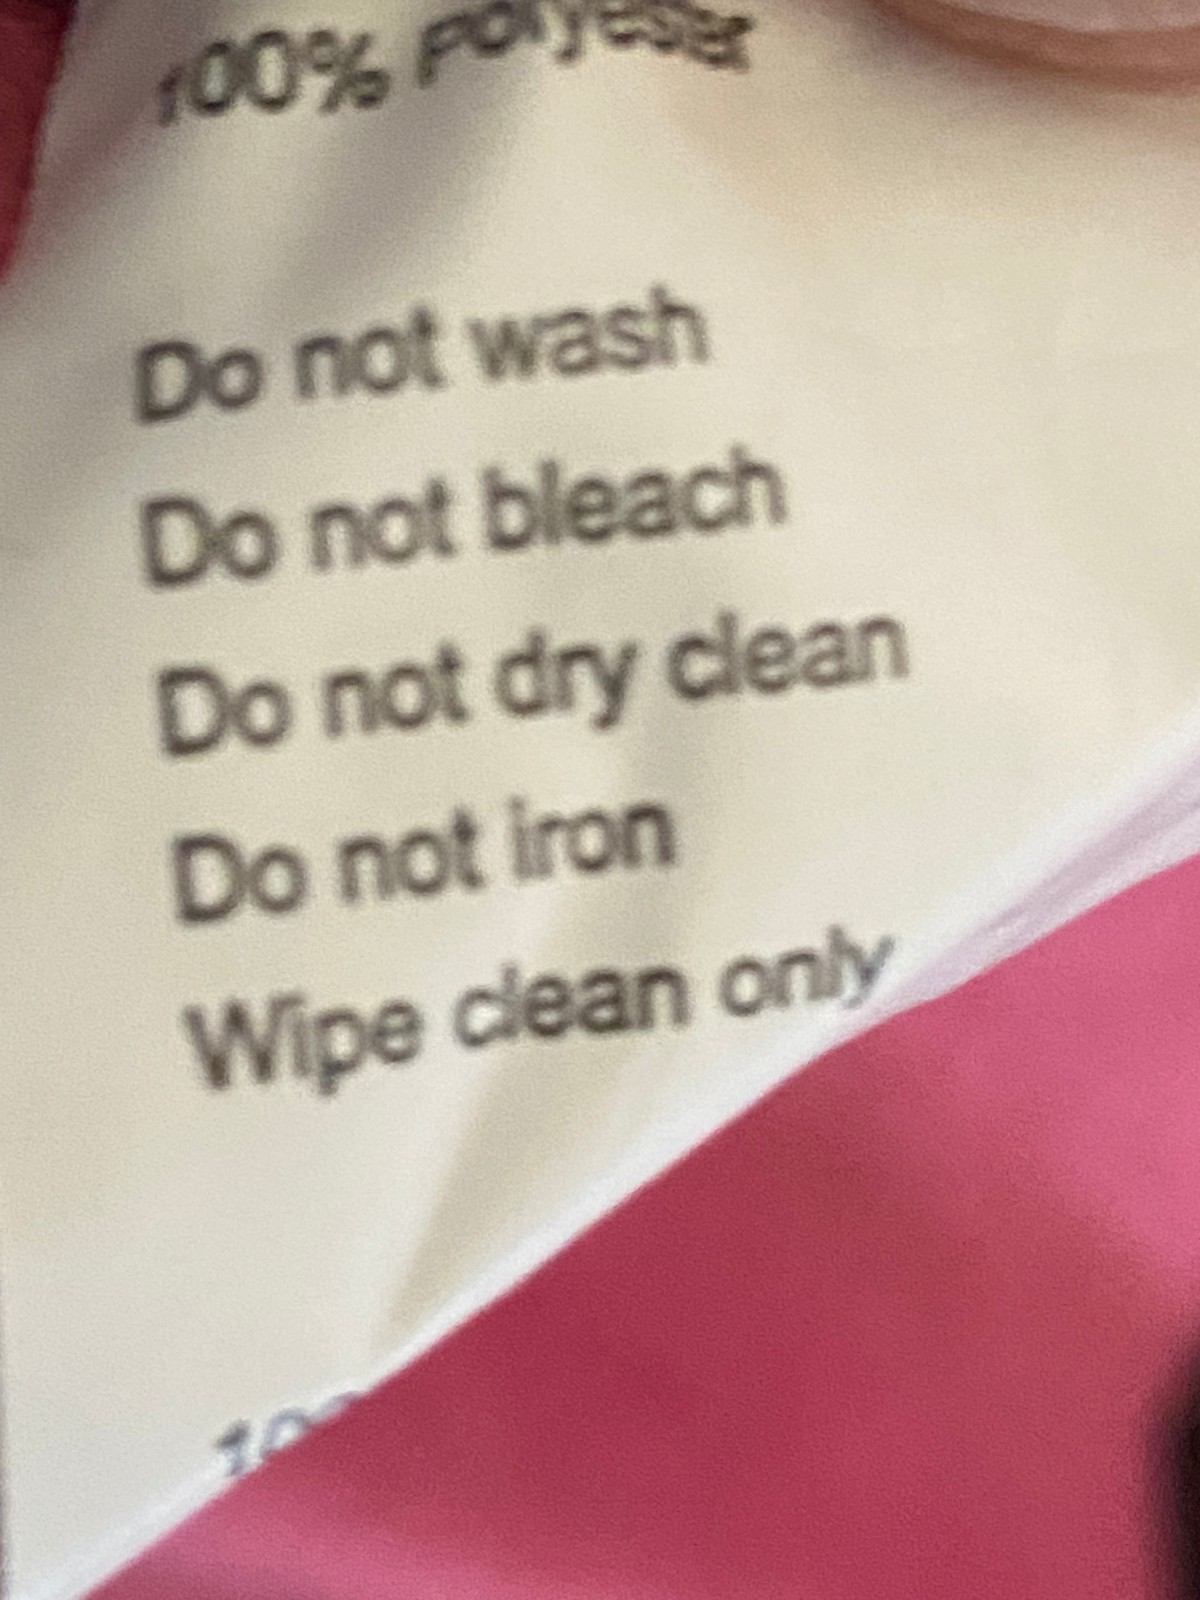 100% Polyester
Do not wash
Do not bleach
Do not dry clean
Do not iron
Wipe clean only